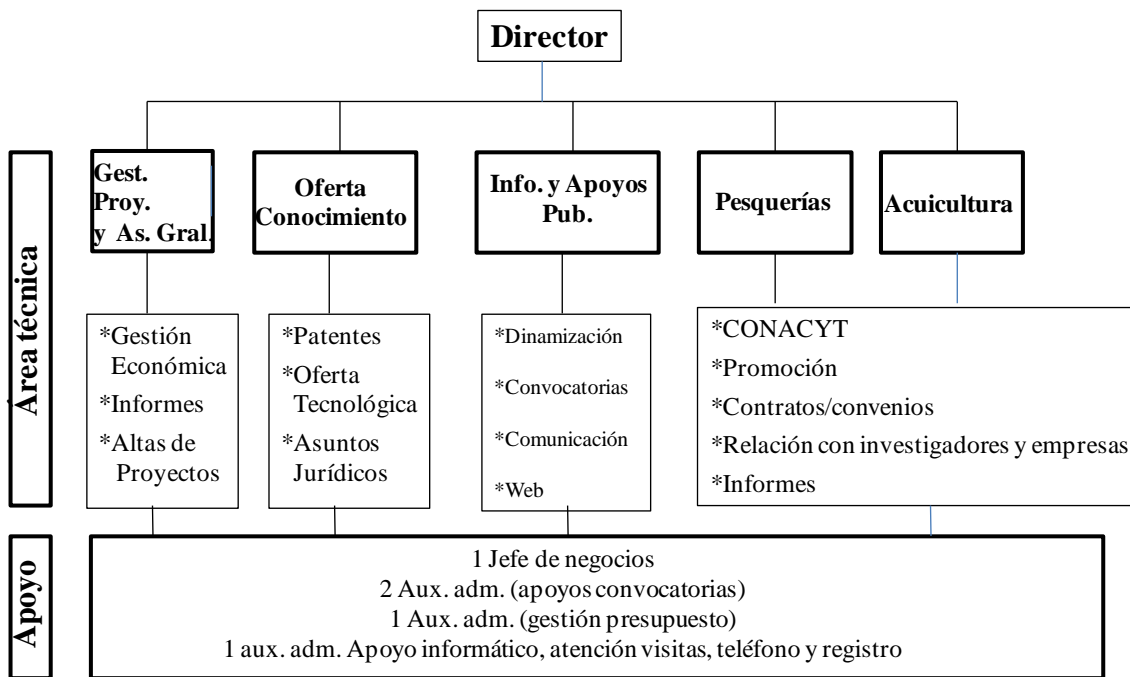 Director
Área técnica
Gest.
Proy.
y As. Gral.
Oferta
Conocimiento
Info. y Apoyos
Pub.
Pesquerías
Acuicultura
*Gestión
Económica
*Informes
*Altas de
Proyectos
*Patentes
*Oferta
Tecnológica
*Asuntos
Jurídicos
*Dinamización
*Convocatorias
*Comunicación
*Web
*CONACYT
*Promoción
*Contratos/convenios
*Relación con investigadores y empresas
*Informes
Apoyo
1 Jefe de negocios
2 Aux. adm. (apoyos convocatorias)
1 Aux. adm. (gestión presupuesto)
1 aux. adm. Apoyo informático, atención visitas, teléfono y registro